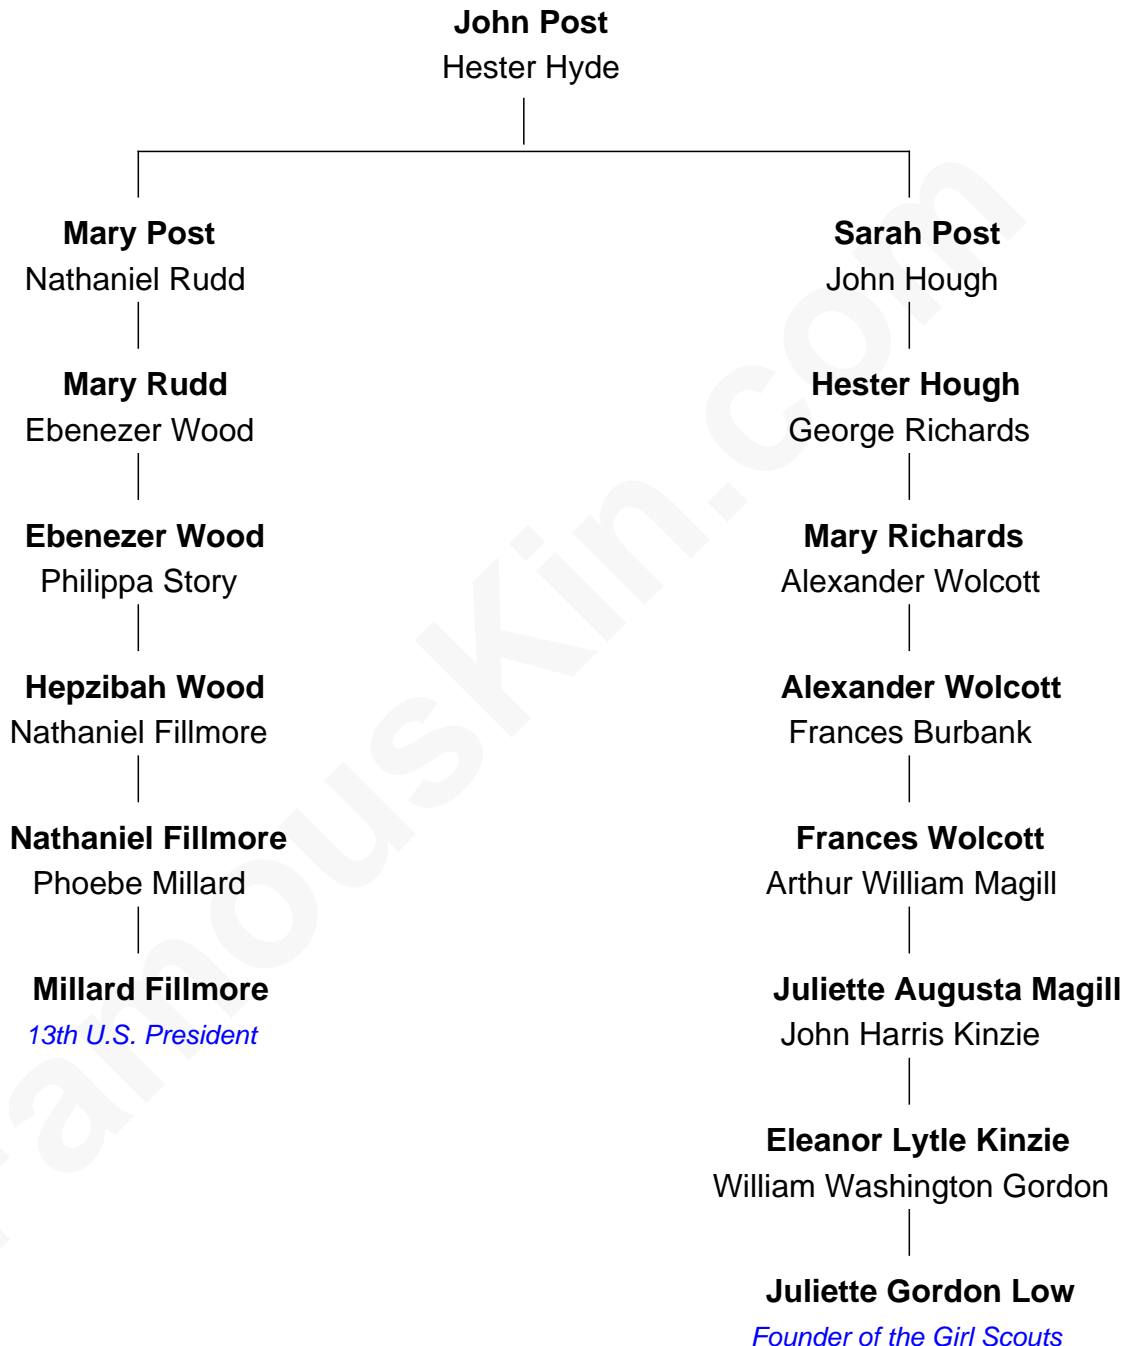 John Post
Hester Hyde
Mary Post
Nathaniel Rudd
Mary Rudd
Ebenezer Wood
Ebenezer Wood
Philippa Story
Hepzibah Wood
Nathaniel Fillmore
Nathaniel Fillmore
Phoebe Millard
Millard Fillmore
13th U.S. President
Sarah Post
John Hough
Hester Hough
George Richards
Mary Richards
Alexander Wolcott
Alexander Wolcott
Frances Burbank
Frances Wolcott
Arthur William Magill
Juliette Augusta Magill
John Harris Kinzie
Eleanor Lytle Kinzie
William Washington Gordon
Juliette Gordon Low
Founder of the Girl Scouts
FamousKin.com